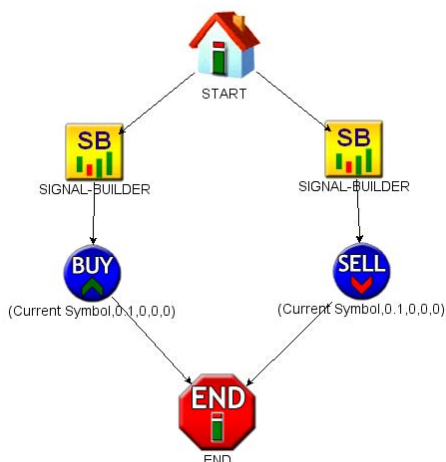 START
SB
SIGNAL-BUILDER
SB
SIGNAL-BUILDER
BUY
(Current Symbol,0.1,0,0,0)
SELL
(Current Symbol,0.1,0,0,0)
END
END